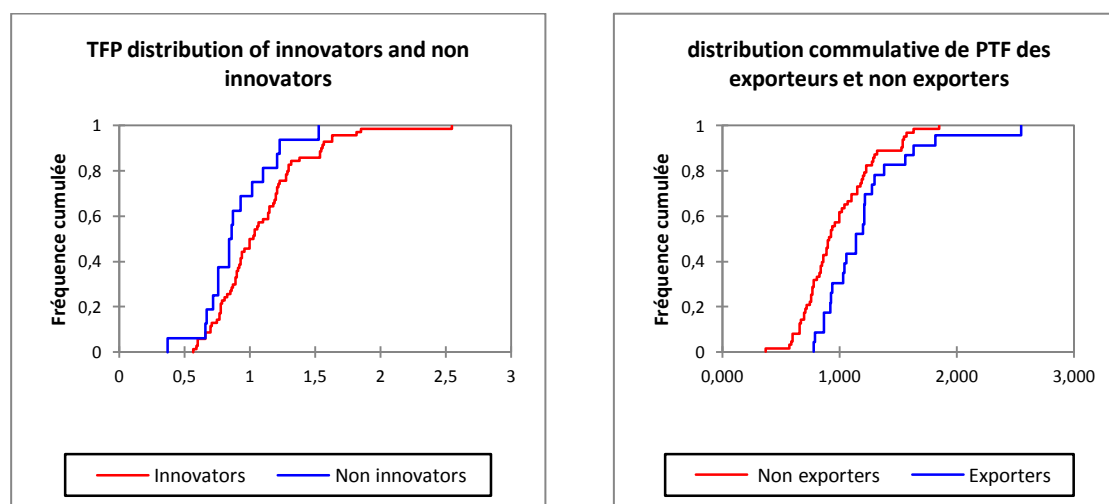 TFP distribution of innovators and non
innovators
Fréquence cumulée
1
0,8
0,6
0,4
0,2
0
0 0,5 1 1,5 2 2,5 3
Innovators Non innovators
distribution commulative de PTF des
exporteurs et non exporters
Fréquence cumulée
1
0,8
0,6
0,4
0,2
0
0,000 1,000 2,000 3,000
Non exporters Exporters